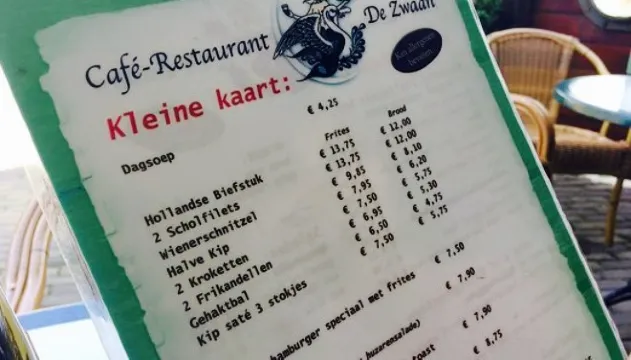 Café-Restaurant De Zwaan
Kleine kaart:
Dagsoep € 4,25
Frites Brood
Hollandse Biefstuk € 13,75 € 12,00
2 Scholfilets € 13,75 € 12,00
Wienerschnitzel € 9,85 € 8,10
Halve Kip € 7,95 € 6,20
2 Kroketten € 7,50 € 5,75
2 Frikandellen € 6,95 € 5,30
Gehaktbal € 6,50 € 4,75
Kip saté 3 stokjes € 7,50 € 5,75
hamburger speciaal met frites € 7,50
€ 7,90
huzarensalade) € 7,90
€ 8,75